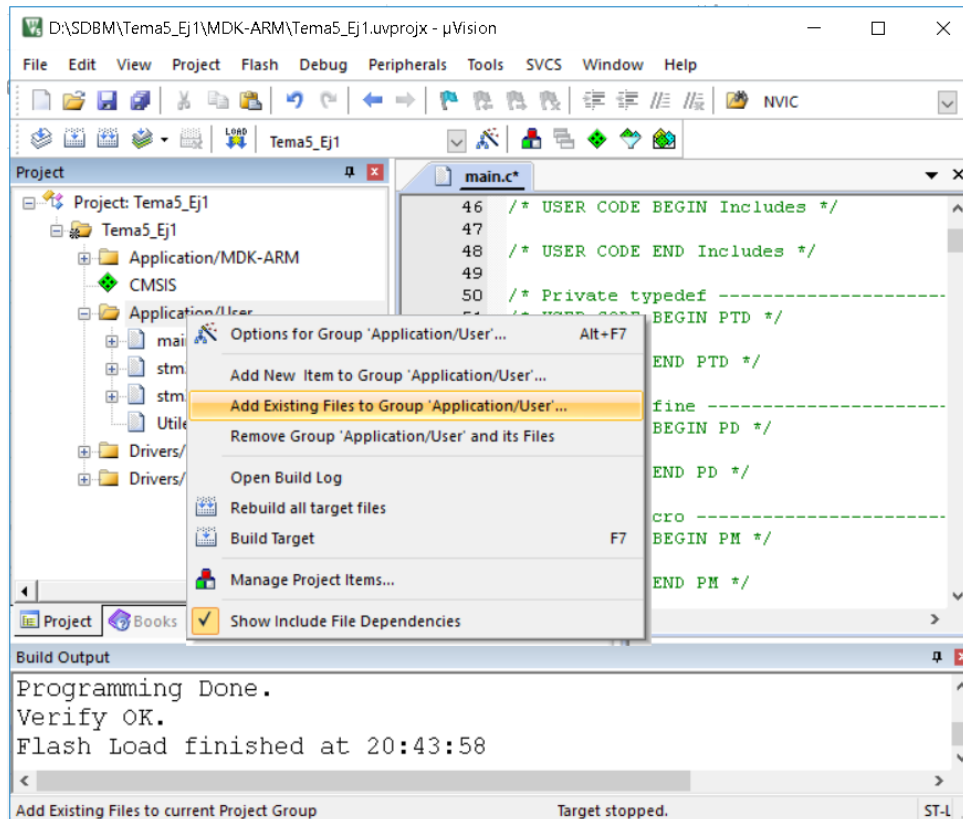 D:\SDBM\Tema5_Ej1\MDK-ARM\Tema5_Ej1.uvprojx - µVision
File Edit View Project Flash Debug Peripherals Tools SVCS Window Help
NVIC
LOAD Tema5_Ej1
Project
main.c*
Project: Tema5_Ej1
Tema5_Ej1
Application/MDK-ARM
CMSIS
Application/User
mai
stm
stm
Utile
Drivers/
Drivers/
46 /* USER CODE BEGIN Includes */
47
48 /* USER CODE END Includes */
49
50 /* Private typedef -----------------------
51 /* USER CODE BEGIN PTD */
END PTD */
fine -----------------------
BEGIN PD */
END PD */
cro ------------------------
BEGIN PM */
END PM */
Options for Group 'Application/User'... Alt+F7
Add New Item to Group 'Application/User'...
Add Existing Files to Group 'Application/User'...
Remove Group 'Application/User' and its Files
Open Build Log
Rebuild all target files
Build Target F7
Manage Project Items...
Show Include File Dependencies
Project Books
Build Output
Programming Done.
Verify OK.
Flash Load finished at 20:43:58
Add Existing Files to current Project Group Target stopped. ST-L